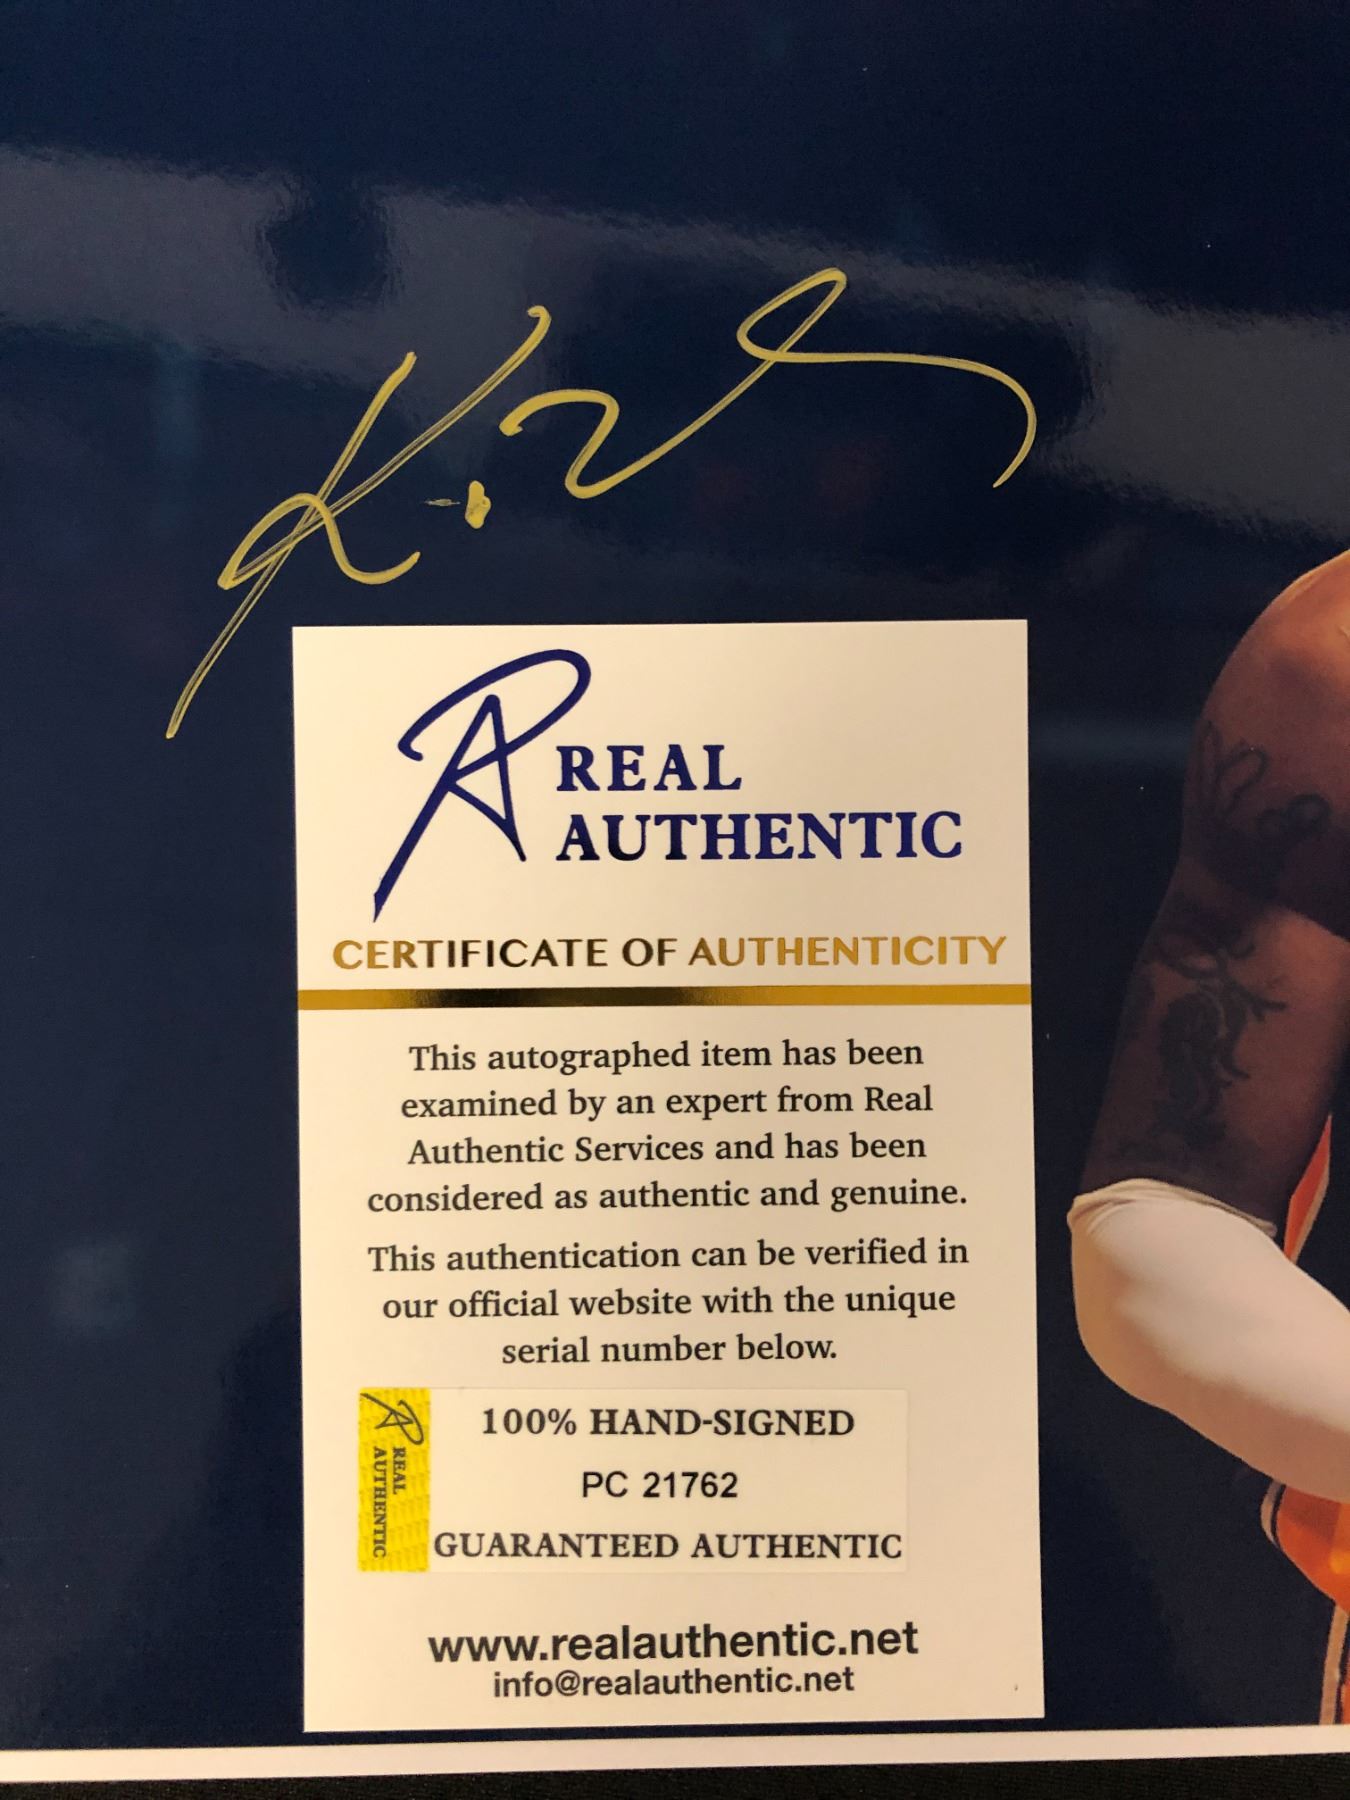 REAL
AUTHENTIC
CERTIFICATE OF AUTHENTICITY
This autographed item has been
examined by an expert from Real
Authentic Services and has been
considered as authentic and genuine.
This authentication can be verified in
our official website with the unique
serial number below.
REAL
AUTHENTIC
100% HAND-SIGNED
PC 21762
GUARANTEED AUTHENTIC
www.realauthentic.net
info@realauthentic.net